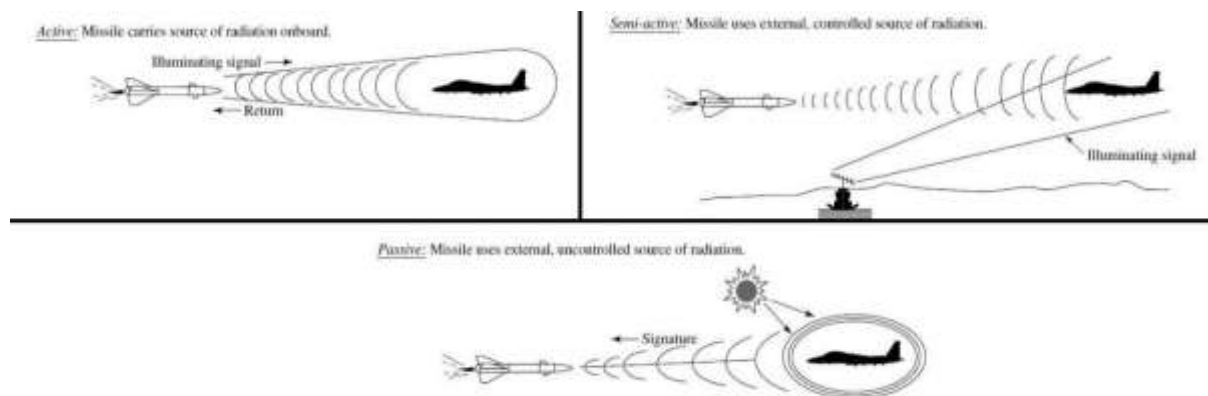 Active: Missile carries source of radiation onboard.
Illuminating signal
Return
Semi-active: Missile uses external, controlled source of radiation.
Illuminating signal
Passive: Missile uses external, uncontrolled source of radiation.
Signature